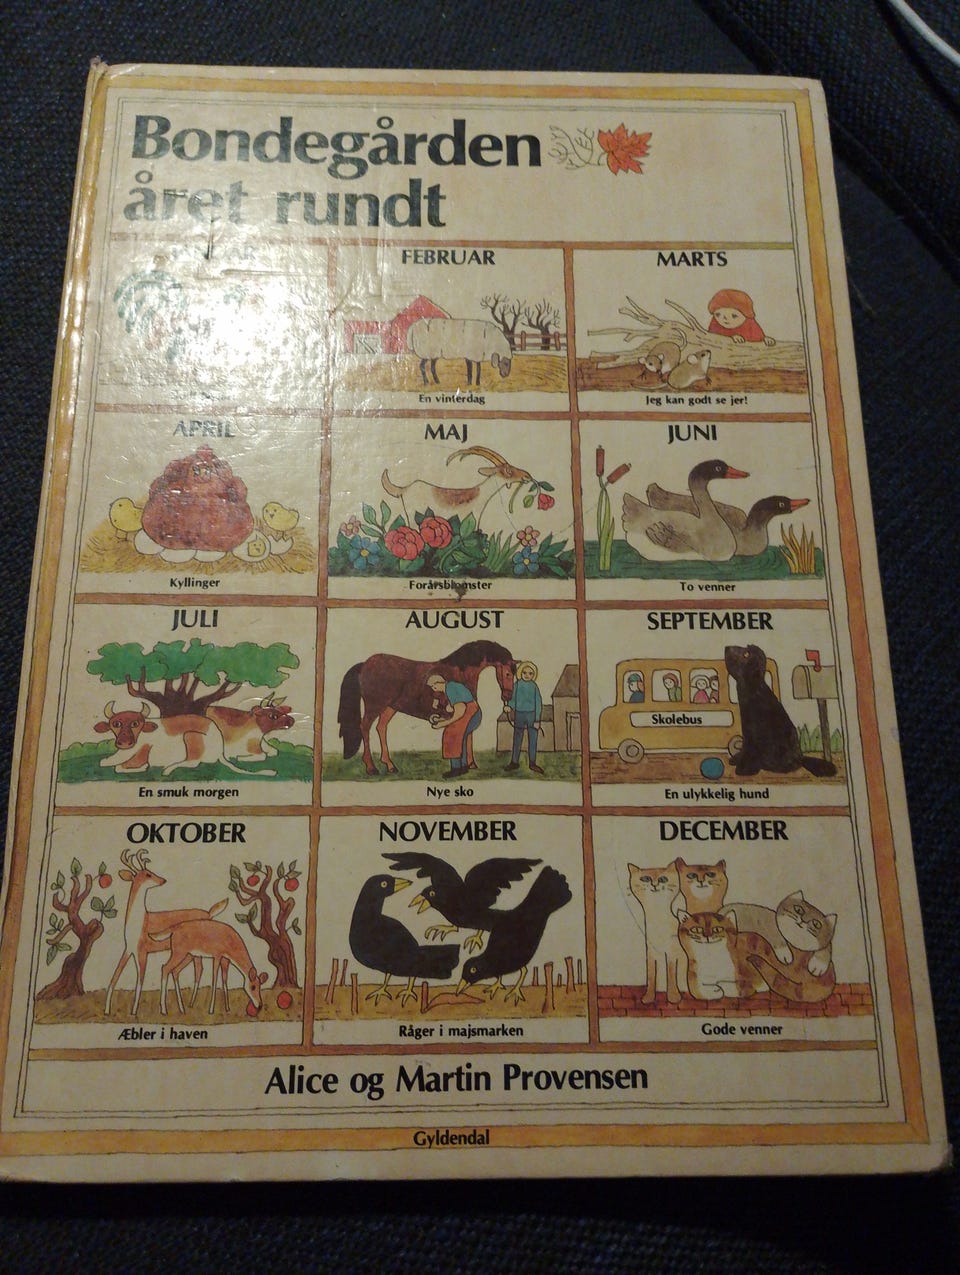 Bondegården
året rundt
FEBRUAR
MARTS
En vinterdag
Jeg kan godt se jer!
APRIL
MAJ
JUNI
Kyllinger
Forårsblomster
To venner
JULI
AUGUST
SEPTEMBER
Skolebus
En smuk morgen
Nye sko
En ulykkelig hund
OKTOBER
NOVEMBER
DECEMBER
Æbler i haven
Råger i majsmarken
Gode venner
Alice og Martin Provensen
Gyldendal